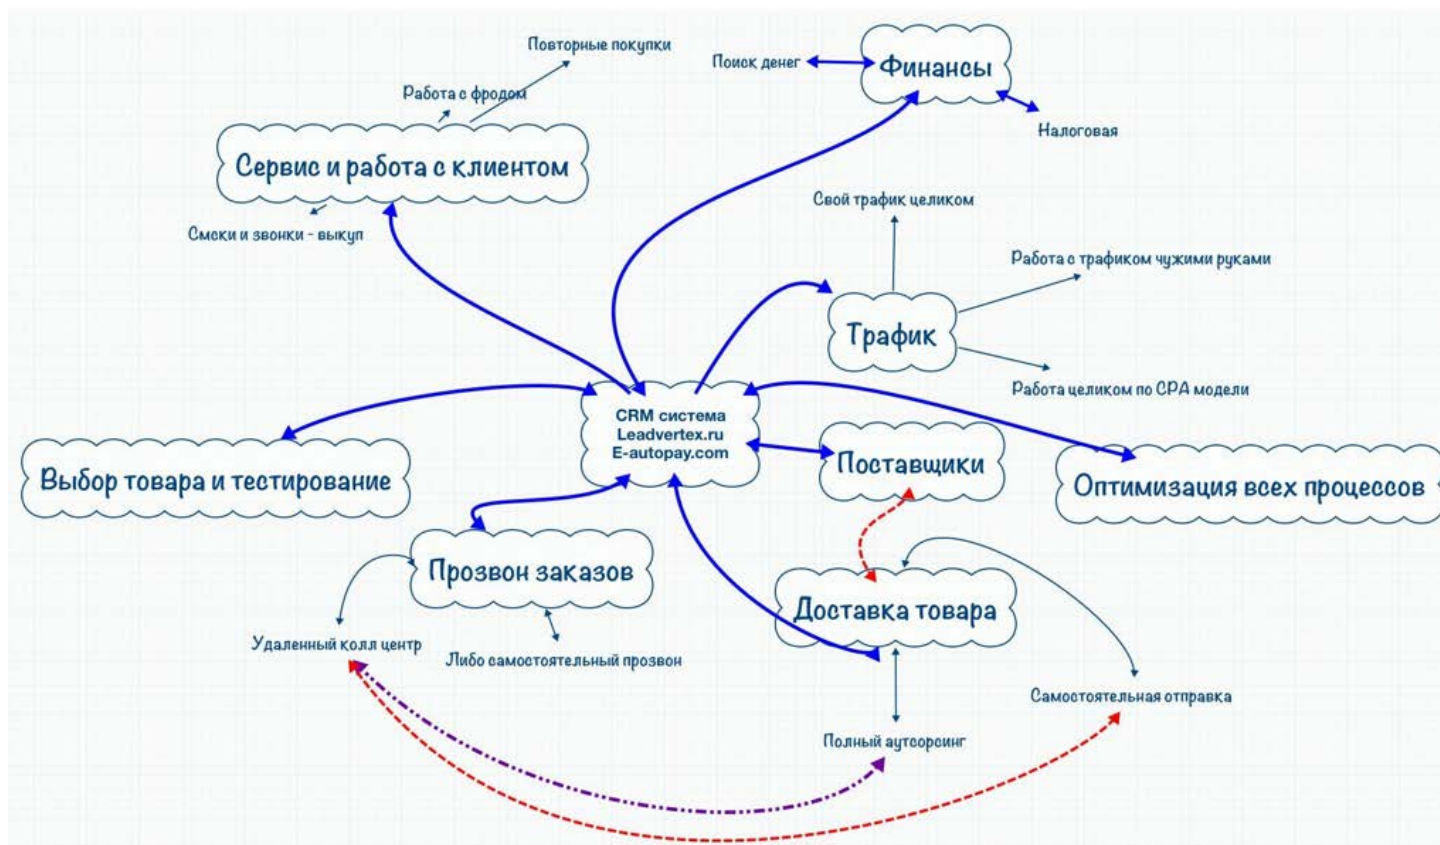 Повторные покупки
Поиск денег
Финансы
Работа с фродом
Налоговая
Сервис и работа с клиентом
Свой трафик целиком
Смски и звонки - выкуп
Работа с трафиком чужими руками
Трафик
Работа целиком по CPA модели
CRM система
Leadvertex.ru
E-autopay.com
Поставщики
Выбор товара и тестирование
Оптимизация всех процессов
Прозвон заказов
Доставка товара
Удаленный колл центр
Либо самостоятельный прозвон
Самостоятельная отправка
Полный аутсорсинг